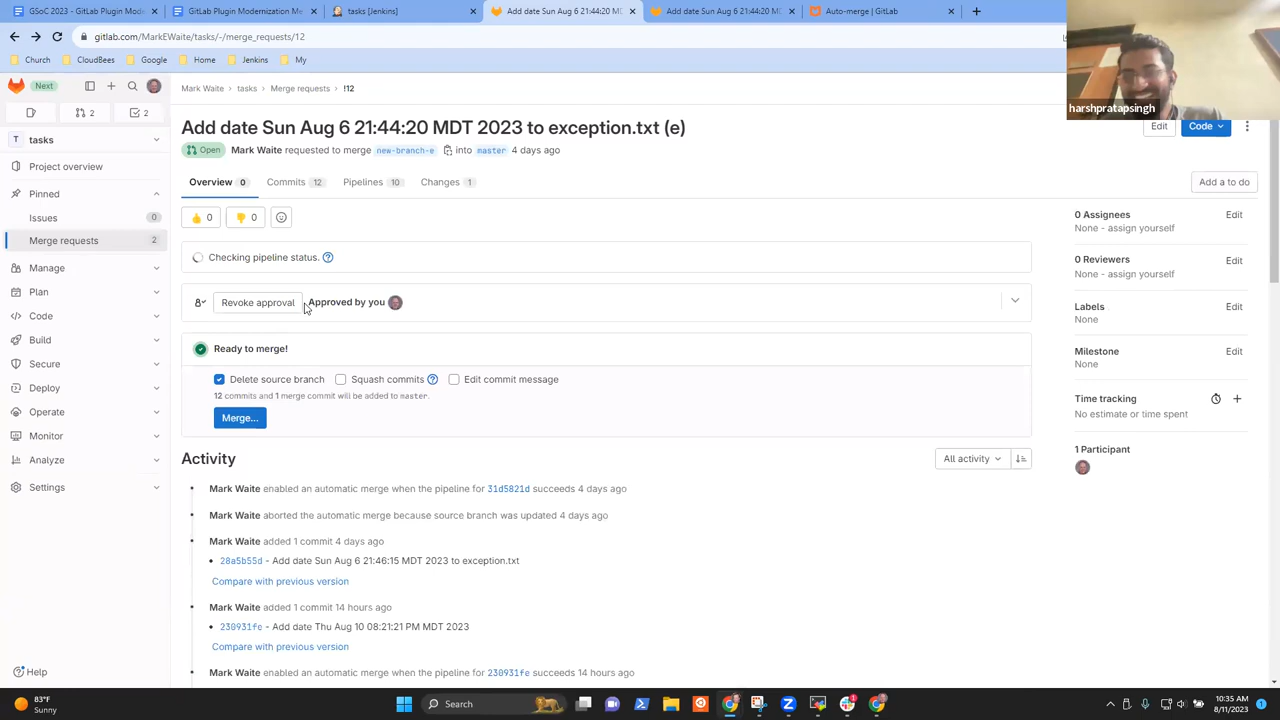 GSoC 2023 - GitLab Plugin Mod
GSoC 2023 - GitLab Plugin Mod
tasks [Jenkins]
Add date Sun Aug 6 21:44:20 M
Add date Sun Aug 6 21:44:20 M
Auto-merge | GitLab
gitlab.com/MarkEWaite/tasks/-/merge_requests/12
Church
CloudBees
Google
Home
Jenkins
My
harshpratapsingh
Next
2
2
Mark Waite › tasks › Merge requests › !12
T tasks
Project overview
Pinned
Issues 0
Merge requests 2
Manage
Plan
Code
Build
Secure
Deploy
Operate
Monitor
Analyze
Settings
Help
Add date Sun Aug 6 21:44:20 MDT 2023 to exception.txt (e)
Edit
Code
Open Mark Waite requested to merge new-branch-e into master 4 days ago
Overview 0 Commits 12 Pipelines 10 Changes 1
Add a to do
👍 0 👎 0
Checking pipeline status.
Revoke approval Approved by you
Ready to merge!
Delete source branch Squash commits Edit commit message
12 commits and 1 merge commit will be added to master.
Merge...
Activity
All activity
Mark Waite enabled an automatic merge when the pipeline for 31d5821d succeeds 4 days ago
Mark Waite aborted the automatic merge because source branch was updated 4 days ago
Mark Waite added 1 commit 4 days ago
28a5b55d - Add date Sun Aug 6 21:46:15 MDT 2023 to exception.txt
Compare with previous version
Mark Waite added 1 commit 14 hours ago
230931fe - Add date Thu Aug 10 08:21:21 PM MDT 2023
Compare with previous version
Mark Waite enabled an automatic merge when the pipeline for 230931fe succeeds 14 hours ago
0 Assignees Edit
None - assign yourself
0 Reviewers Edit
None - assign yourself
Labels Edit
None
Milestone Edit
None
Time tracking
No estimate or time spent
1 Participant
83°F
Sunny
Search
10:35 AM
8/11/2023